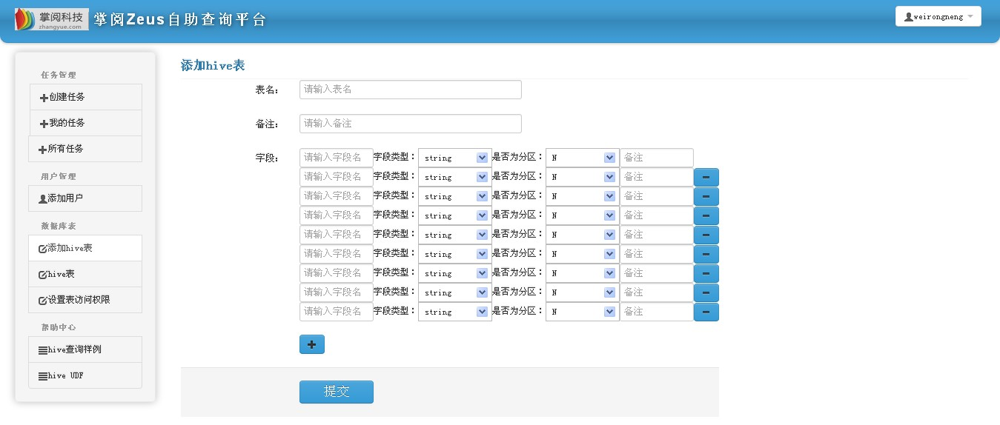 掌阅科技
zhangyue.com
掌阅Zeus自助查询平台
weirongneng
任务管理
创建任务
我的任务
所有任务
用户管理
添加用户
数据库表
添加hive表
hive表
设置表访问权限
帮助中心
hive查询样例
hive UDF
添加hive表
表名： 请输入表名
备注： 请输入备注
字段： 请输入字段名 字段类型： string 是否为分区： N 备注
请输入字段名 字段类型： string 是否为分区： N 备注
请输入字段名 字段类型： string 是否为分区： N 备注
请输入字段名 字段类型： string 是否为分区： N 备注
请输入字段名 字段类型： string 是否为分区： N 备注
请输入字段名 字段类型： string 是否为分区： N 备注
请输入字段名 字段类型： string 是否为分区： N 备注
请输入字段名 字段类型： string 是否为分区： N 备注
请输入字段名 字段类型： string 是否为分区： N 备注
提交